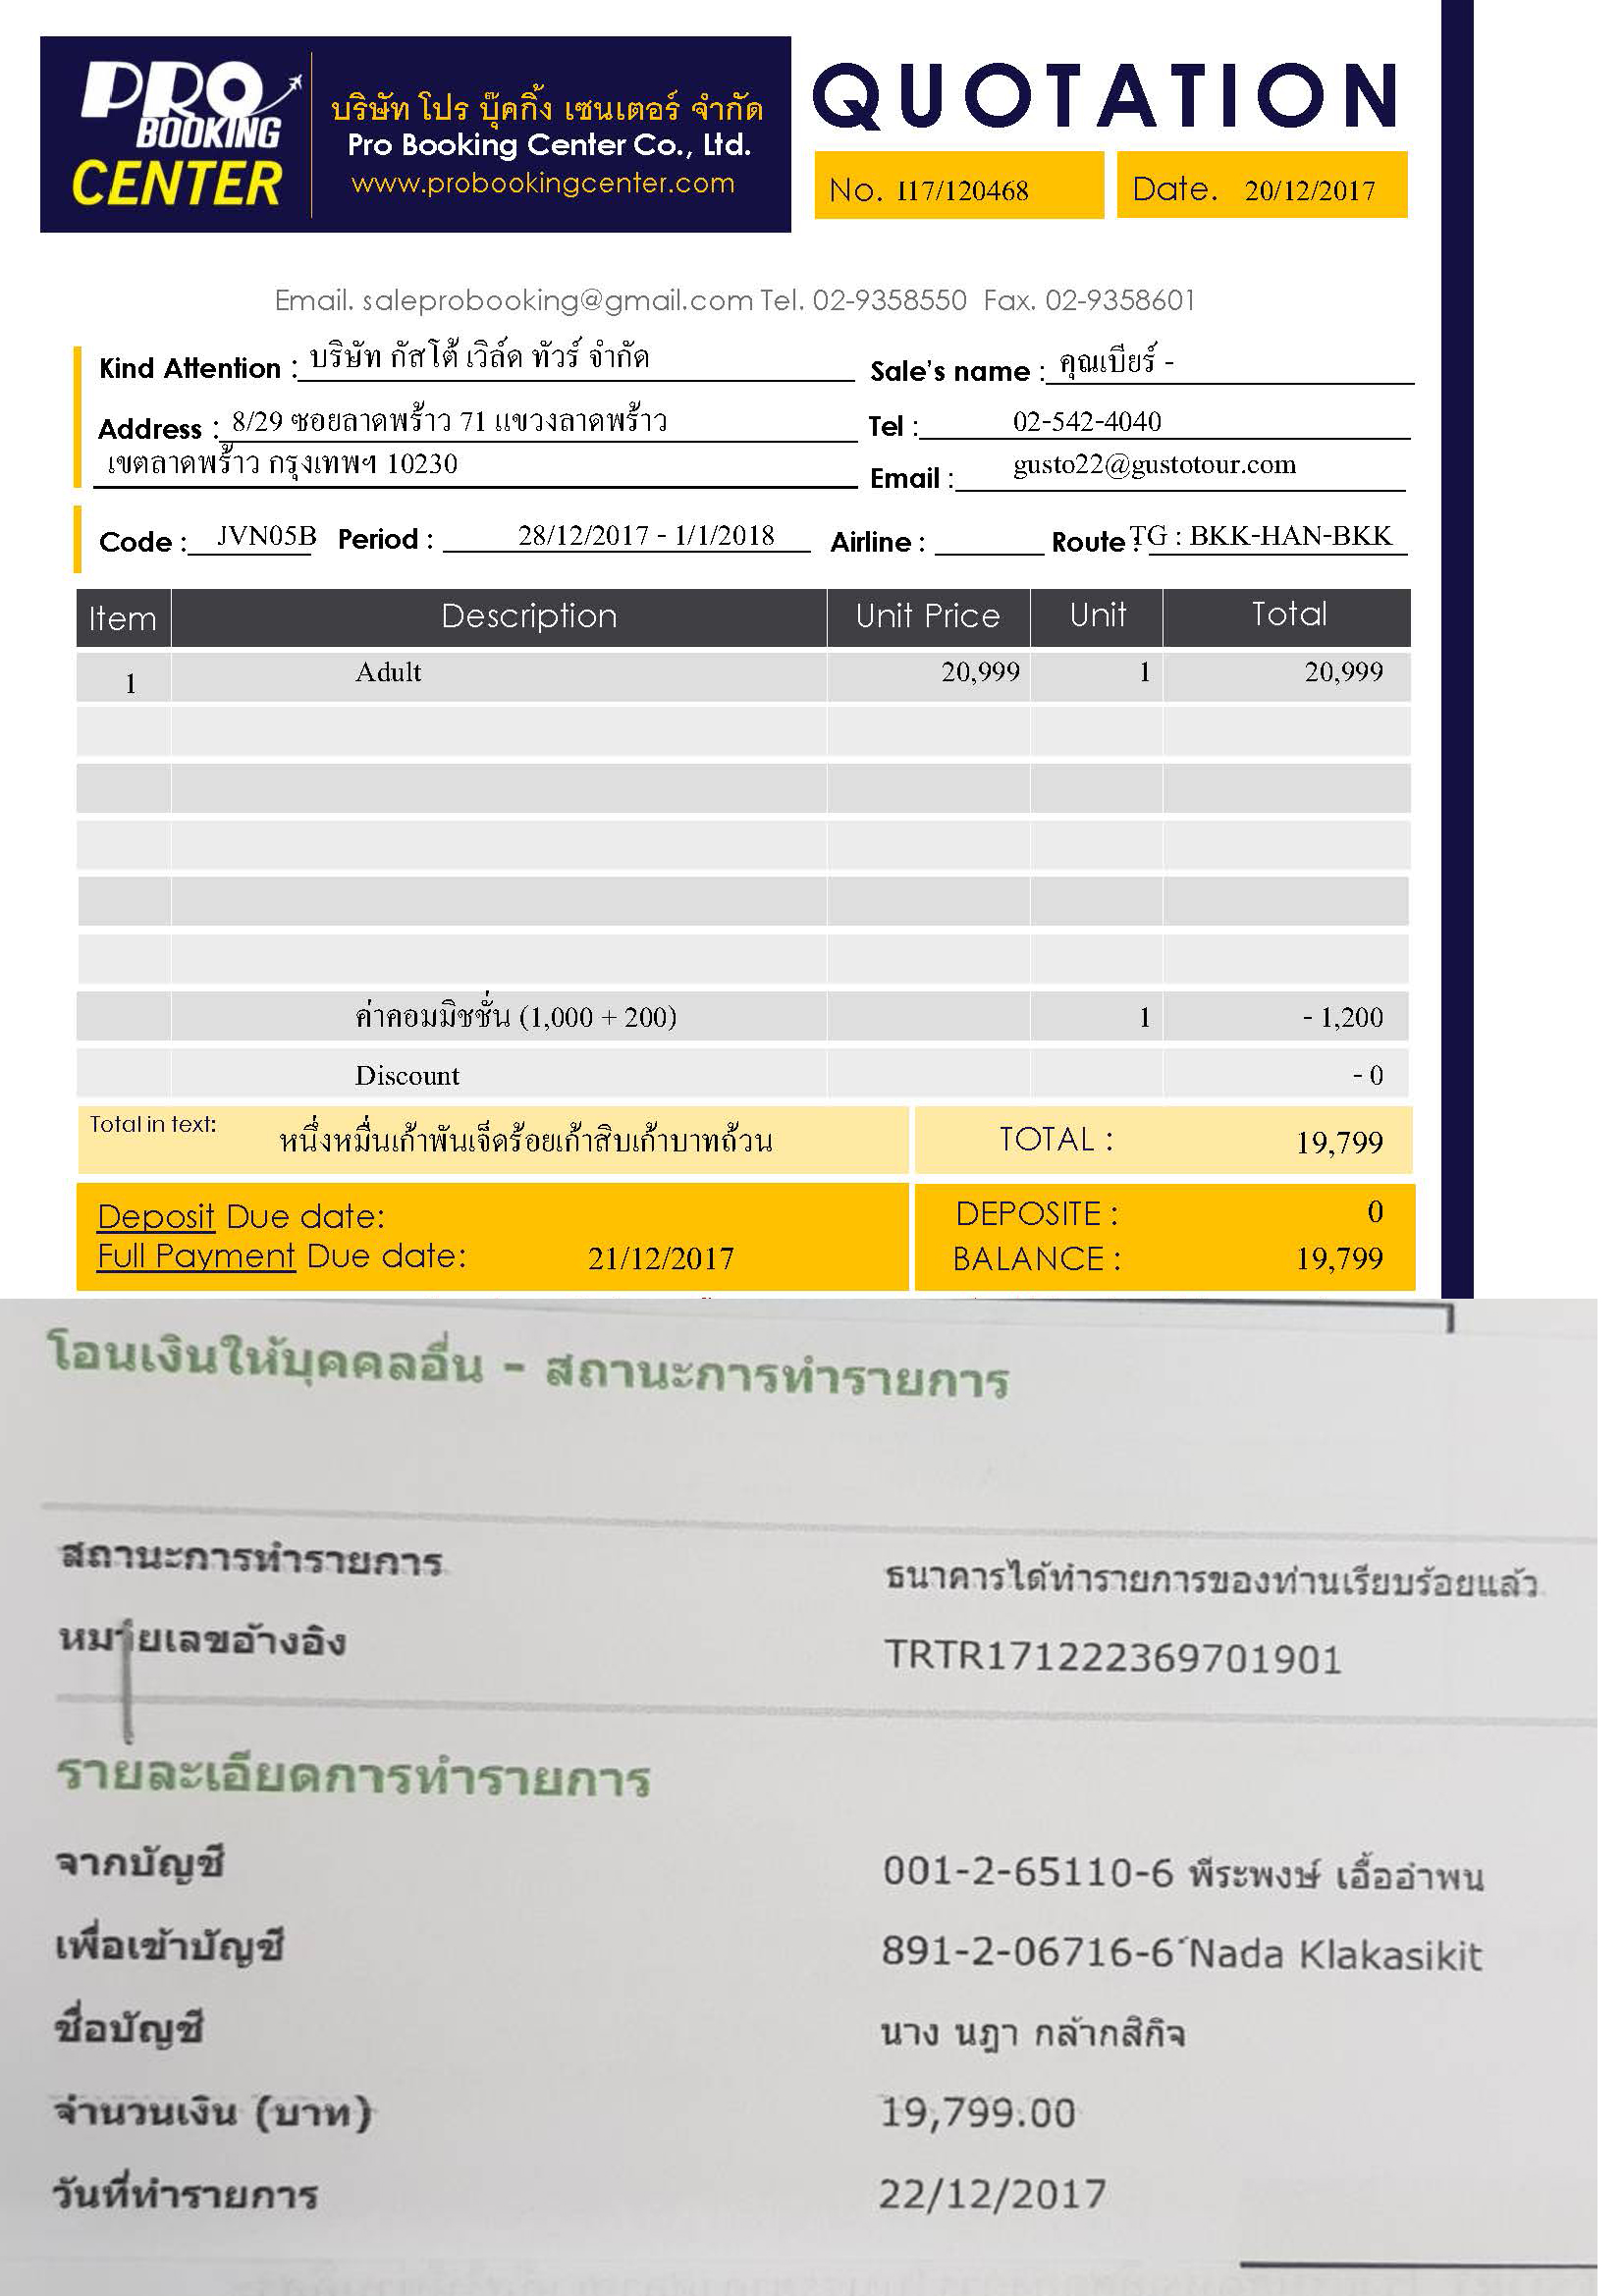 PRO
BOOKING
CENTER
บริษัท โปร บุ๊คกิ้ง เซนเตอร์ จำกัด
Pro Booking Center Co., Ltd.
www.probookingcenter.com
QUOTATION
No. I17/120468 Date. 20/12/2017
Email. saleprobooking@gmail.com Tel. 02-9358550 Fax. 02-9358601
Kind Attention : บริษัท กัสโต้ เวิล์ด ทัวร์ จำกัด Sale's name : คุณเบียร์ -
Address : 8/29 ซอยลาดพร้าว 71 แขวงลาดพร้าว Tel : 02-542-4040
เขตลาดพร้าว กรุงเทพฯ 10230 Email : gusto22@gustotour.com
Code : JVN05B Period : 28/12/2017 - 1/1/2018 Airline : Route : TG : BKK-HAN-BKK
Item Description Unit Price Unit Total
1 Adult 20,999 1 20,999
ค่าคอมมิชชั่น (1,000 + 200) 1 - 1,200
Discount - 0
Total in text: หนึ่งหมื่นเก้าพันเจ็ดร้อยเก้าสิบเก้าบาทถ้วน TOTAL : 19,799
Deposit Due date: DEPOSITE : 0
Full Payment Due date: 21/12/2017 BALANCE : 19,799
โอนเงินให้บุคคลอื่น - สถานะการทำรายการ
สถานะการทำรายการ ธนาคารได้ทำรายการของท่านเรียบร้อยแล้ว
หมายเลขอ้างอิง TRTR171222369701901
รายละเอียดการทำรายการ
จากบัญชี 001-2-65110-6 พีระพงษ์ เอื้ออำพน
เพื่อเข้าบัญชี 891-2-06716-6 Nada Klakasikit
ชื่อบัญชี นาง นฎา กล้ากสิกิจ
จำนวนเงิน (บาท) 19,799.00
วันที่ทำรายการ 22/12/2017